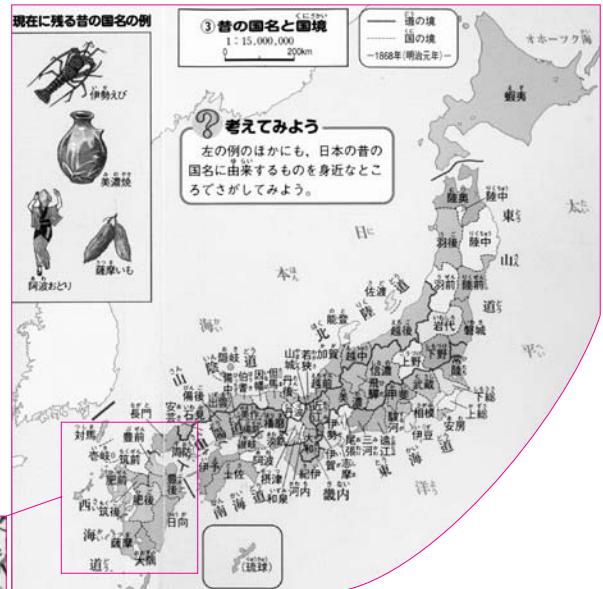 現在に残る昔の国名の例
伊勢えび
美濃焼
阿波おどり
薩摩いも
③昔の国名と国境
1：15,000,000
0 200km
道の境
国の境
−1868年(明治元年)−
? 考えてみよう
左の例のほかにも、日本の昔の
国名に由来するものを身近なとこ
ろでさがしてみよう。
オホーツク海
蝦夷
陸奥
陸中
羽後
陸中
羽前
陸前
岩代
磐城
東山道
太平洋
日本海
佐渡
能登
北陸道
越後
加賀
越中
信濃
上野
下野
常陸
若狭
越前
飛騨
甲斐
武蔵
下総
上総
安房
相模
伊豆
駿河
遠江
三河
尾張
東海道
美濃
近江
伊勢
伊賀
志摩
大和
紀伊
畿内
河内
和泉
摂津
山城
丹後
丹波
但馬
因幡
伯耆
隠岐
山陰道
備中
備後
安芸
石見
播磨
山陽道
讃岐
阿波
土佐
伊予
南海道
長門
周防
対馬
壱岐
豊前
筑前
肥前
筑後
肥後
豊後
日向
薩摩
大隅
西海道
(琉球)